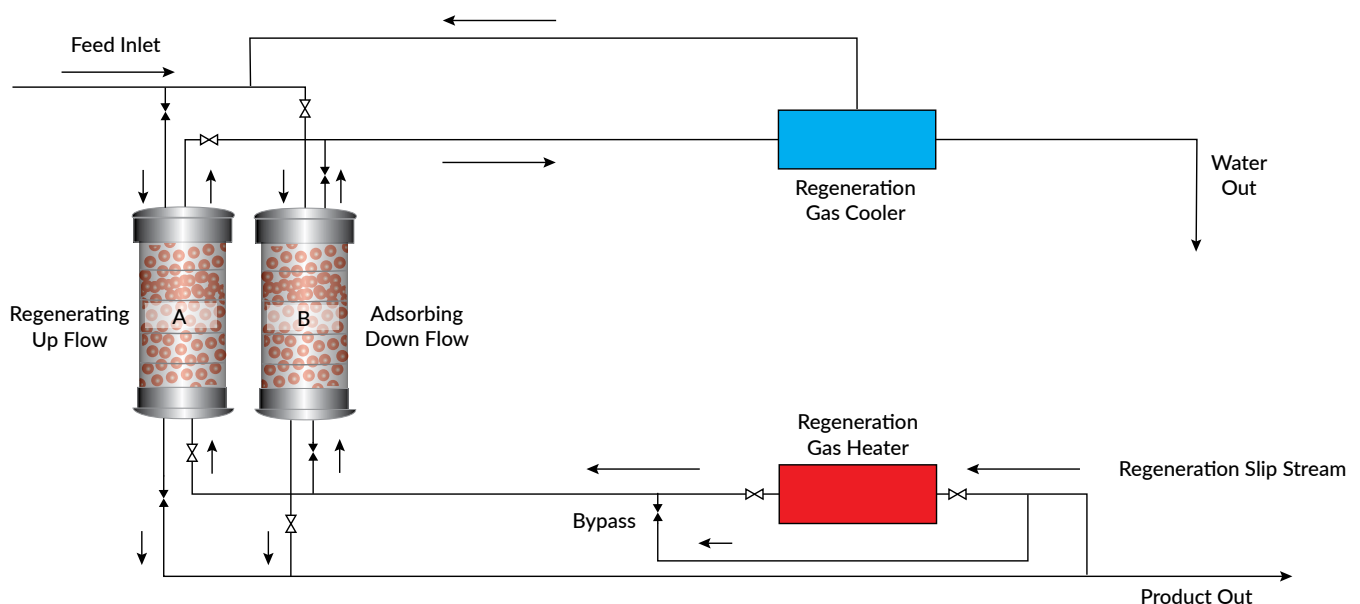 Feed Inlet
Water
Out
Regeneration
Gas Cooler
Regenerating
Up Flow
A
B
Adsorbing
Down Flow
Regeneration
Gas Heater
Regeneration Slip Stream
Bypass
Product Out